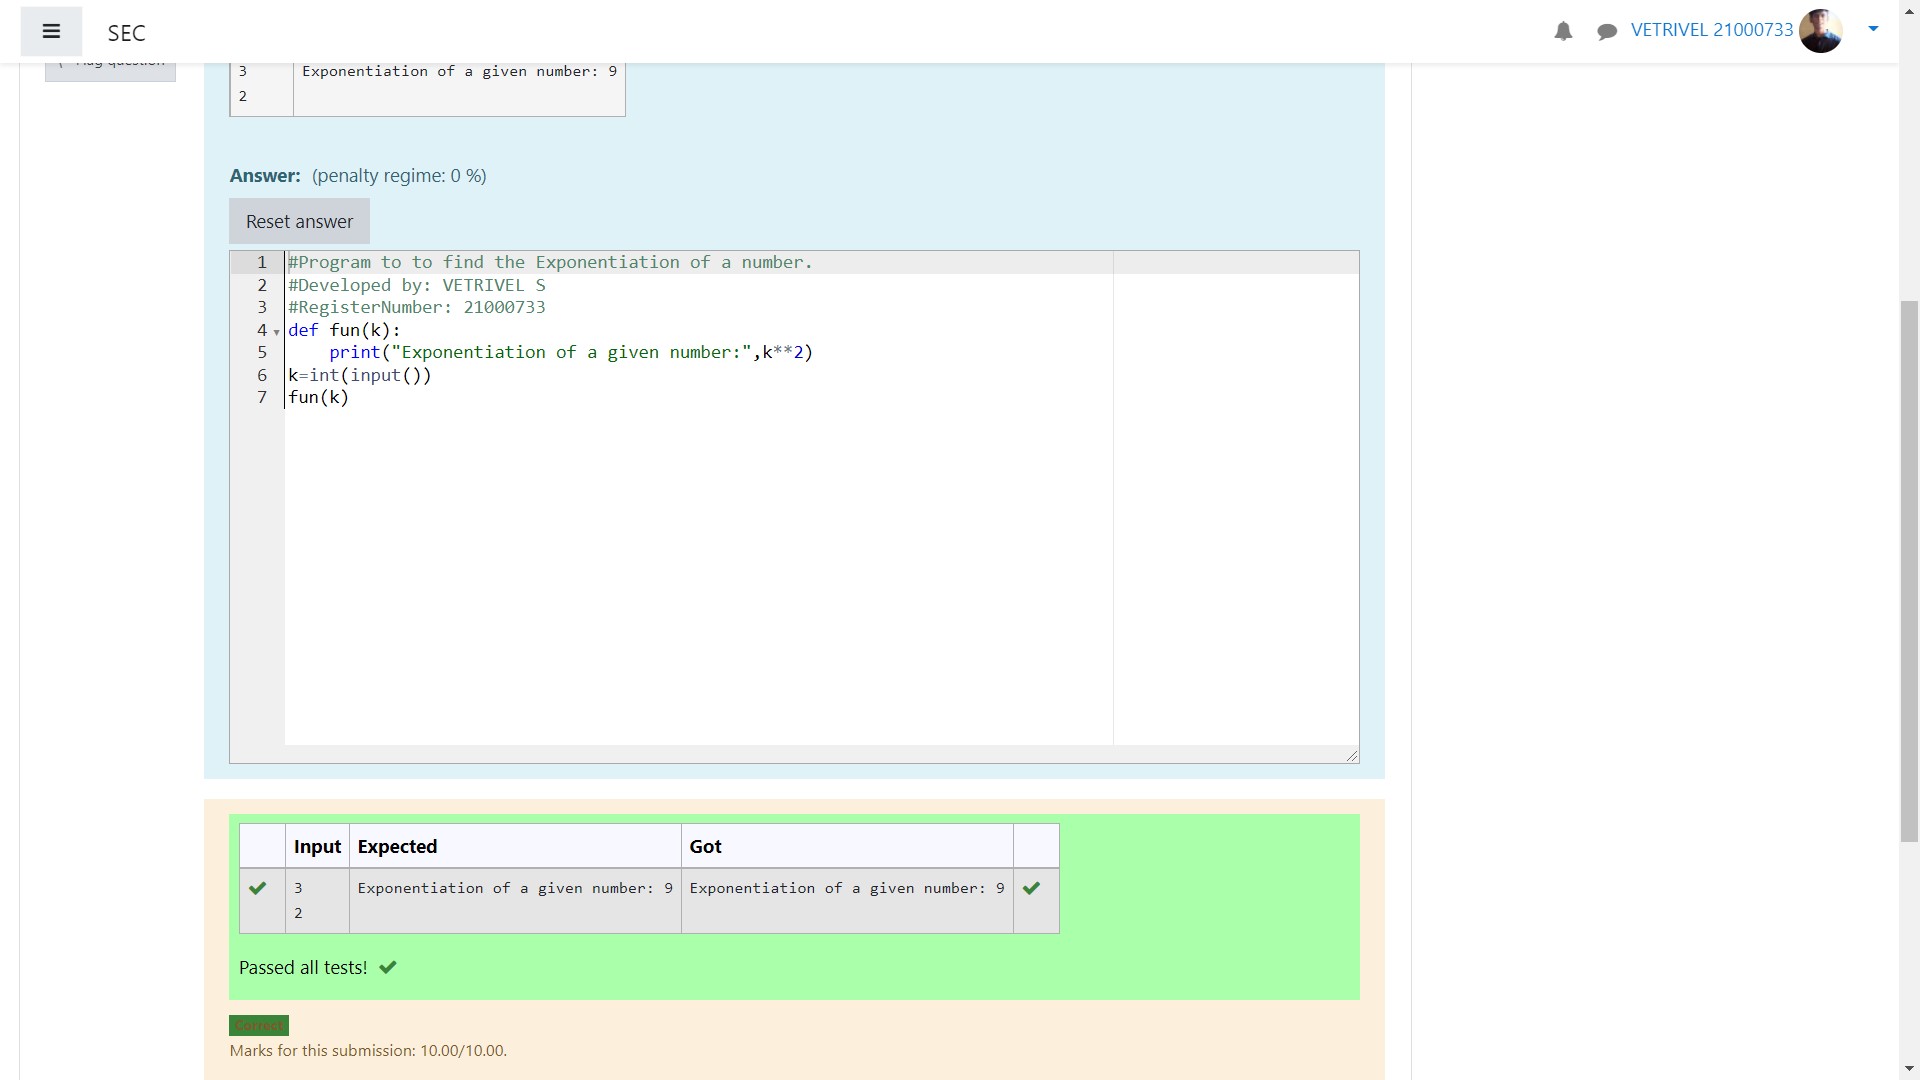 SEC
VETRIVEL 21000733
Flag question
3 Exponentiation of a given number: 9
2
Answer: (penalty regime: 0 %)
Reset answer
1 #Program to to find the Exponentiation of a number.
2 #Developed by: VETRIVEL S
3 #RegisterNumber: 21000733
4 def fun(k):
5 print("Exponentiation of a given number:",k**2)
6 k=int(input())
7 fun(k)
Input Expected Got
3 Exponentiation of a given number: 9 Exponentiation of a given number: 9
2
Passed all tests!
Correct
Marks for this submission: 10.00/10.00.